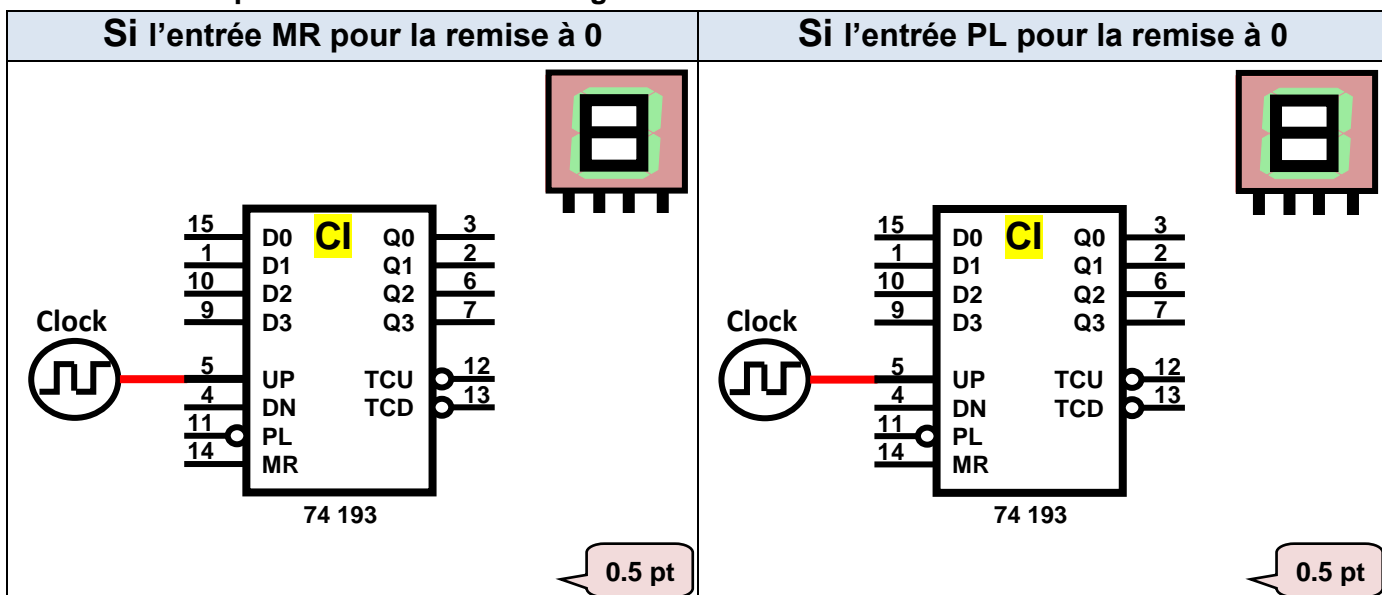 Si l'entrée MR pour la remise à 0
Si l'entrée PL pour la remise à 0
15 D0 CI Q0 3
1 D1 Q1 2
10 D2 Q2 6
9 D3 Q3 7
Clock
5 UP TCU 12
4 DN TCD 13
11 PL
14 MR
74 193
0.5 pt
15 D0 CI Q0 3
1 D1 Q1 2
10 D2 Q2 6
9 D3 Q3 7
Clock
5 UP TCU 12
4 DN TCD 13
11 PL
14 MR
74 193
0.5 pt